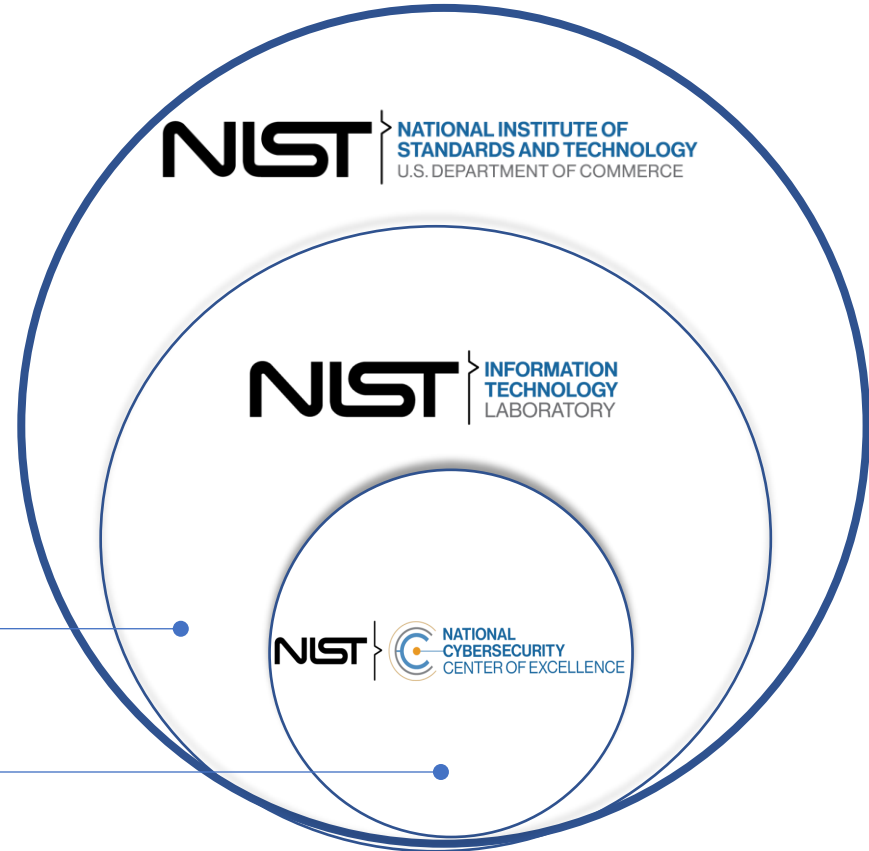 NIST
NATIONAL INSTITUTE OF
STANDARDS AND TECHNOLOGY
U.S. DEPARTMENT OF COMMERCE
NIST
INFORMATION
TECHNOLOGY
LABORATORY
NIST
NATIONAL
CYBERSECURITY
CENTER OF EXCELLENCE